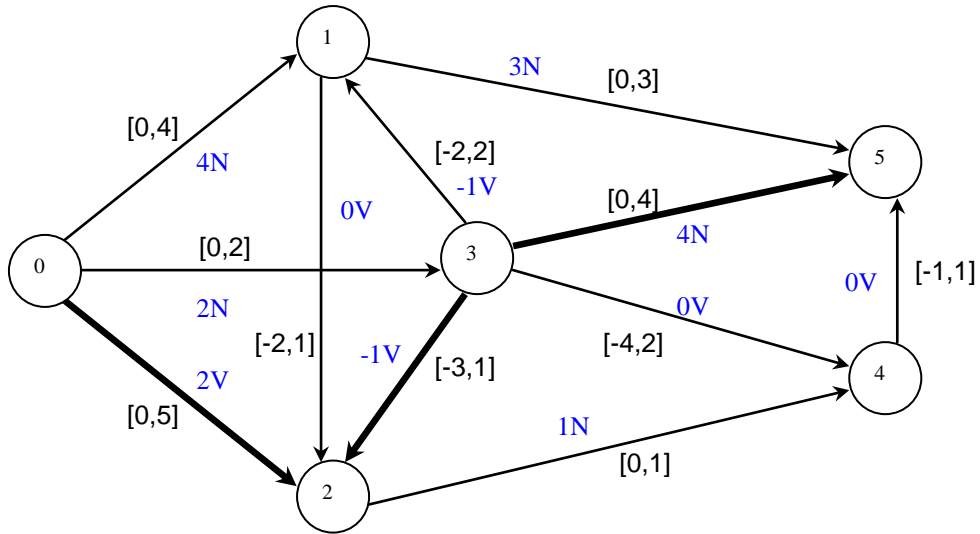 1
3N
[0,3]
[0,4]
4N
[-2,2]
-1V
5
0V
[0,4]
4N
[0,2]
3
0
2N
0V
0V
[-1,1]
[-2,1]
-1V
[-3,1]
[-4,2]
2V
4
[0,5]
1N
[0,1]
2